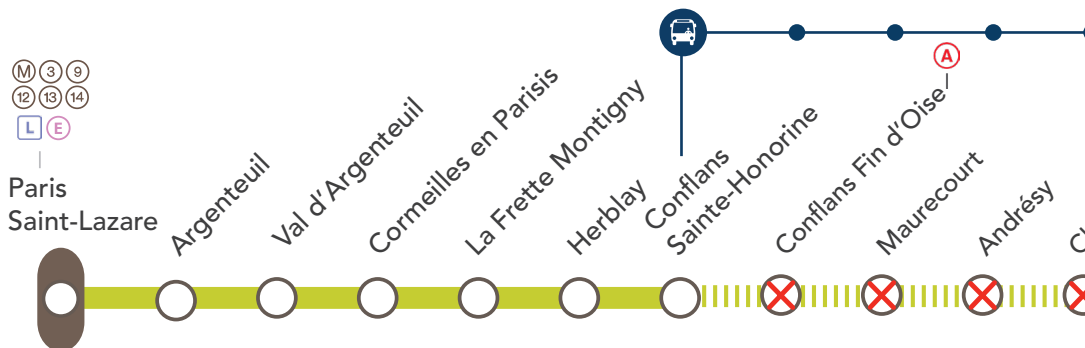 M 3 9
12 13 14
L E
Paris
Saint-Lazare
Argenteuil
Val d'Argenteuil
Cormeilles en Parisis
La Frette Montigny
Herblay
Conflans
Sainte-Honorine
Conflans Fin d'Oise
A
Maurecourt
Andrésy